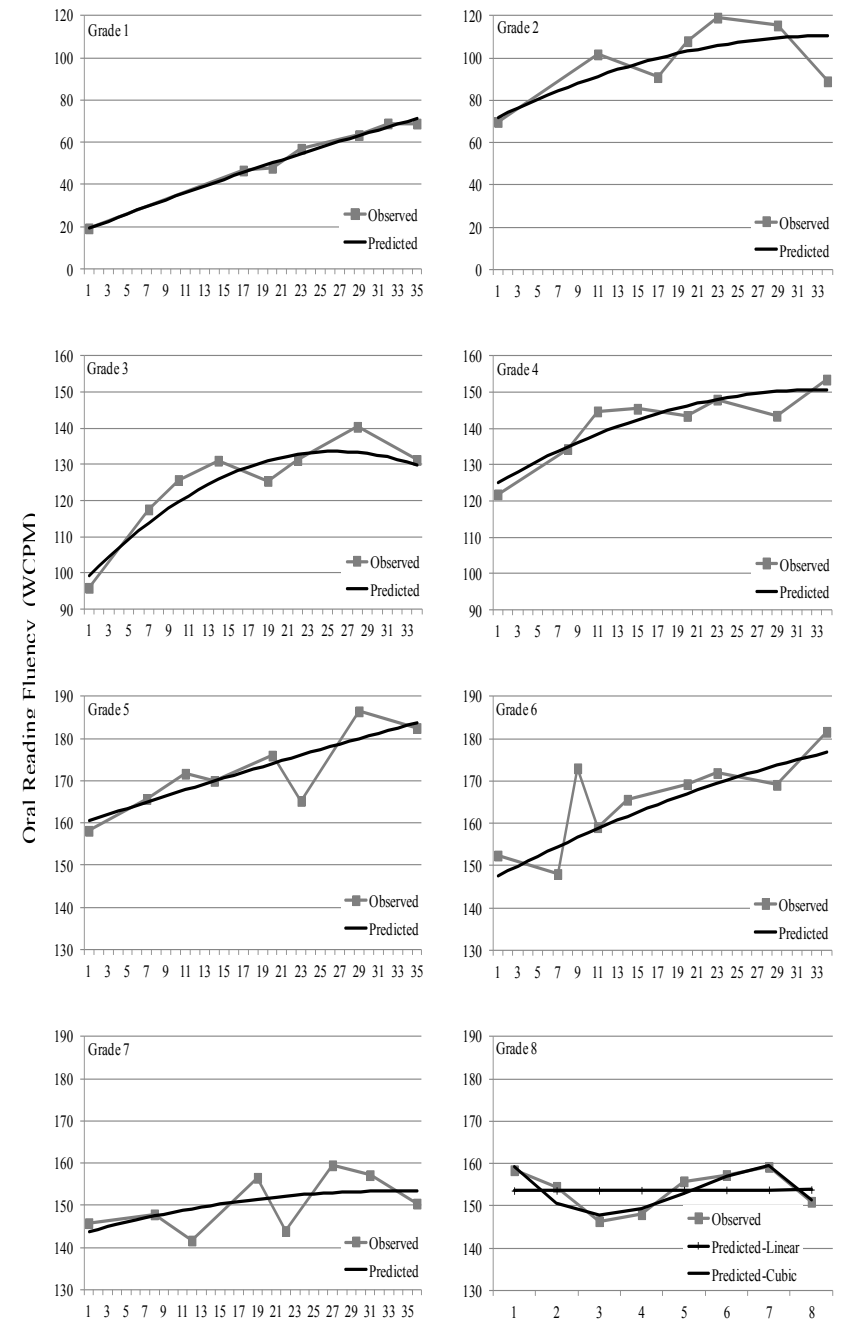 Oral Reading Fluency (WCPM)
Grade 1
120
100
80
60
40
20
0
Observed
Predicted
1 3 5 7 9 11 13 15 17 19 21 23 25 27 29 31 33 35
Grade 2
120
100
80
60
40
20
0
Observed
Predicted
1 3 5 7 9 11 13 15 17 19 21 23 25 27 29 31 33
Grade 3
160
150
140
130
120
110
100
90
Observed
Predicted
1 3 5 7 9 11 13 15 17 19 21 23 25 27 29 31 33
Grade 4
160
150
140
130
120
110
100
90
Observed
Predicted
1 3 5 7 9 11 13 15 17 19 21 23 25 27 29 31 33
Grade 5
190
180
170
160
150
140
130
Observed
Predicted
1 3 5 7 9 11 13 15 17 19 21 23 25 27 29 31 33 35
Grade 6
190
180
170
160
150
140
130
Observed
Predicted
1 3 5 7 9 11 13 15 17 19 21 23 25 27 29 31 33
Grade 7
190
180
170
160
150
140
130
Observed
Predicted
1 3 5 7 9 11 13 15 17 19 21 23 25 27 29 31 33 35
Grade 8
190
180
170
160
150
140
130
Observed
Predicted-Linear
Predicted-Cubic
1 2 3 4 5 6 7 8